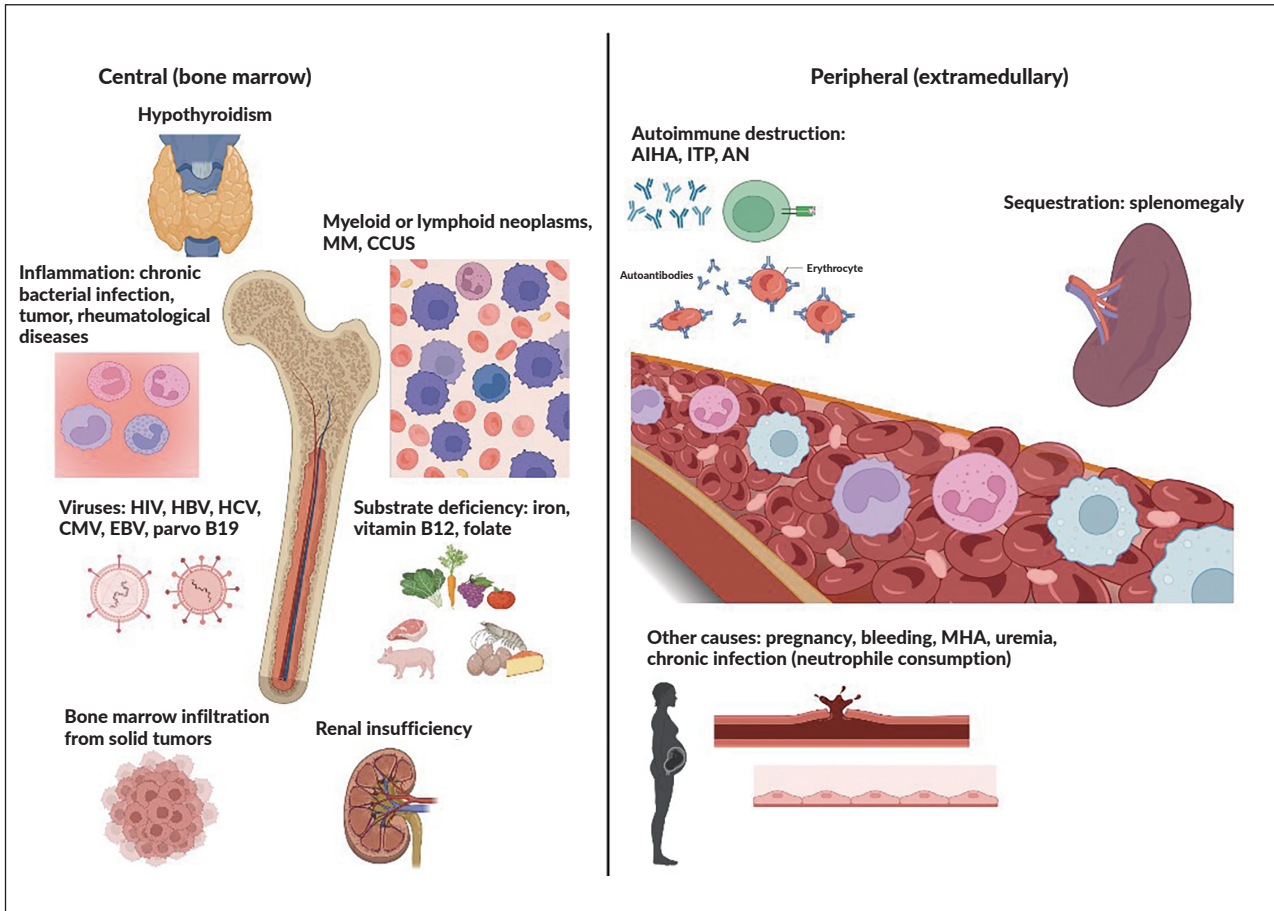 Central (bone marrow)
Hypothyroidism
Myeloid or lymphoid neoplasms,
MM, CCUS
Inflammation: chronic
bacterial infection,
tumor, rheumatological
diseases
Viruses: HIV, HBV, HCV,
CMV, EBV, parvo B19
Substrate deficiency: iron,
vitamin B12, folate
Bone marrow infiltration
from solid tumors
Renal insufficiency
Peripheral (extramedullary)
Autoimmune destruction:
AIHA, ITP, AN
Autoantibodies
Erythrocyte
Sequestration: splenomegaly
Other causes: pregnancy, bleeding, MHA, uremia,
chronic infection (neutrophile consumption)